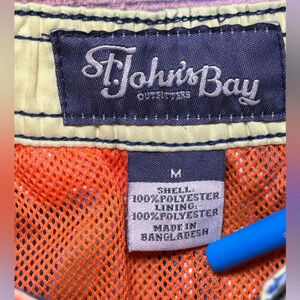 St. John's Bay
OUTFITTERS
M
SHELL:
100%POLYESTER
LINING:
100%POLYESTER
MADE IN
BANGLADESH